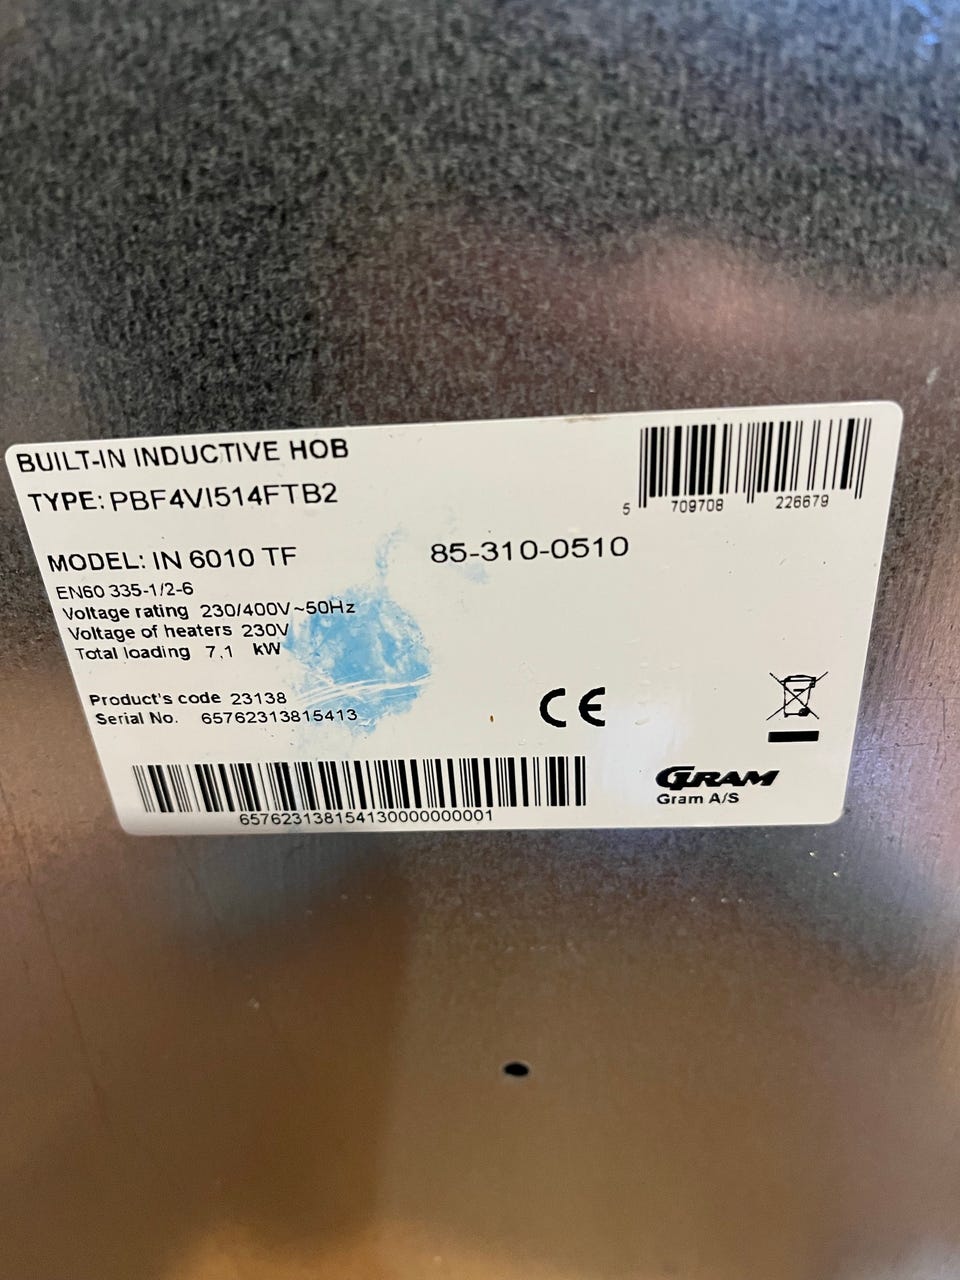 BUILT-IN INDUCTIVE HOB
TYPE: PBF4VI514FTB2
5 709708 226679
MODEL: IN 6010 TF 85-310-0510
EN60 335-1/2-6
Voltage rating 230/400V~50Hz
Voltage of heaters 230V
Total loading 7,1 kW
Product's code 23138
Serial No. 65762313815413
CE
657623138154130000000001
GRAM
Gram A/S